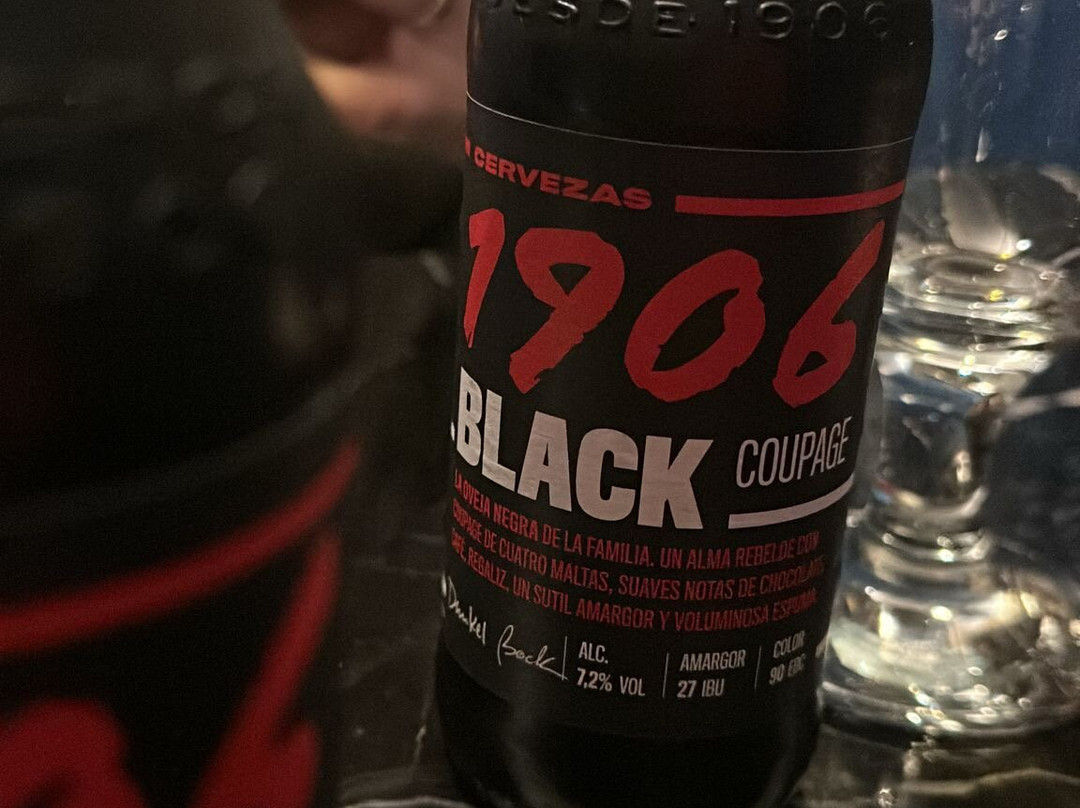 DESDE 1906
CERVEZAS
1906
BLACK COUPAGE
LA OVEJA NEGRA DE LA FAMILIA. UN ALMA REBELDE CON
COUPAGE DE CUATRO MALTAS, SUAVES NOTAS DE CHOCOLATE,
CAFÉ, REGALIZ, UN SUTIL AMARGOR Y VOLUMINOSA ESPUMA.
Dunkel Bock
ALC.
7,2% VOL
AMARGOR
27 IBU
COLOR
90 EBC